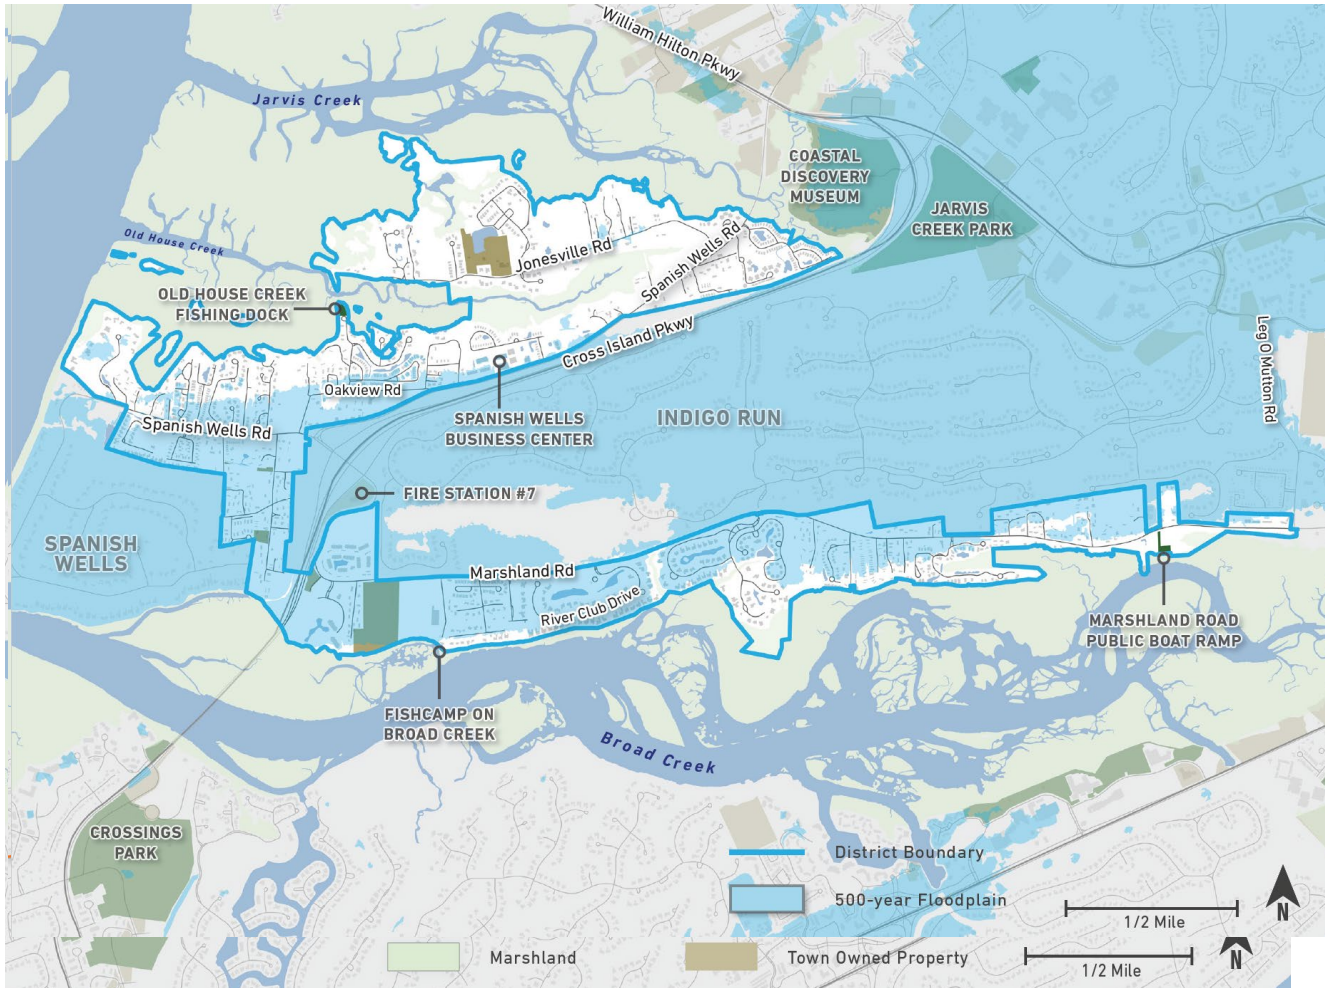 William Hilton Pkwy
Jarvis Creek
COASTAL
DISCOVERY
MUSEUM
JARVIS
CREEK PARK
Old House Creek
Jonesville Rd
Spanish Wells Rd
OLD HOUSE CREEK
FISHING DOCK
Cross Island Pkwy
Leg O Mutton Rd
Oakview Rd
Spanish Wells Rd
SPANISH WELLS
BUSINESS CENTER
INDIGO RUN
FIRE STATION #7
SPANISH
WELLS
Marshland Rd
River Club Drive
MARSHLAND ROAD
PUBLIC BOAT RAMP
FISHCAMP ON
BROAD CREEK
Broad Creek
CROSSINGS
PARK
District Boundary
500-year Floodplain
1/2 Mile
N
Marshland
Town Owned Property
1/2 Mile
N